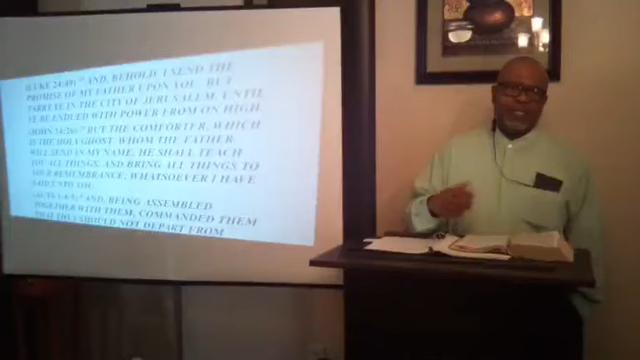 (LUKE 24:49) AND, BEHOLD, I SEND THE
PROMISE OF MY FATHER UPON YOU: BUT
TARRY YE IN THE CITY OF JERUSALEM, UNTIL
YE BE ENDUED WITH POWER FROM ON HIGH.
(JOHN 14:26) BUT THE COMFORTER, WHICH
IS THE HOLY GHOST, WHOM THE FATHER
WILL SEND IN MY NAME, HE SHALL TEACH
YOU ALL THINGS, AND BRING ALL THINGS TO
YOUR REMEMBRANCE, WHATSOEVER I HAVE
SAID UNTO YOU.
(ACTS 1:4-5) AND, BEING ASSEMBLED
TOGETHER WITH THEM, COMMANDED THEM
THAT THEY SHOULD NOT DEPART FROM